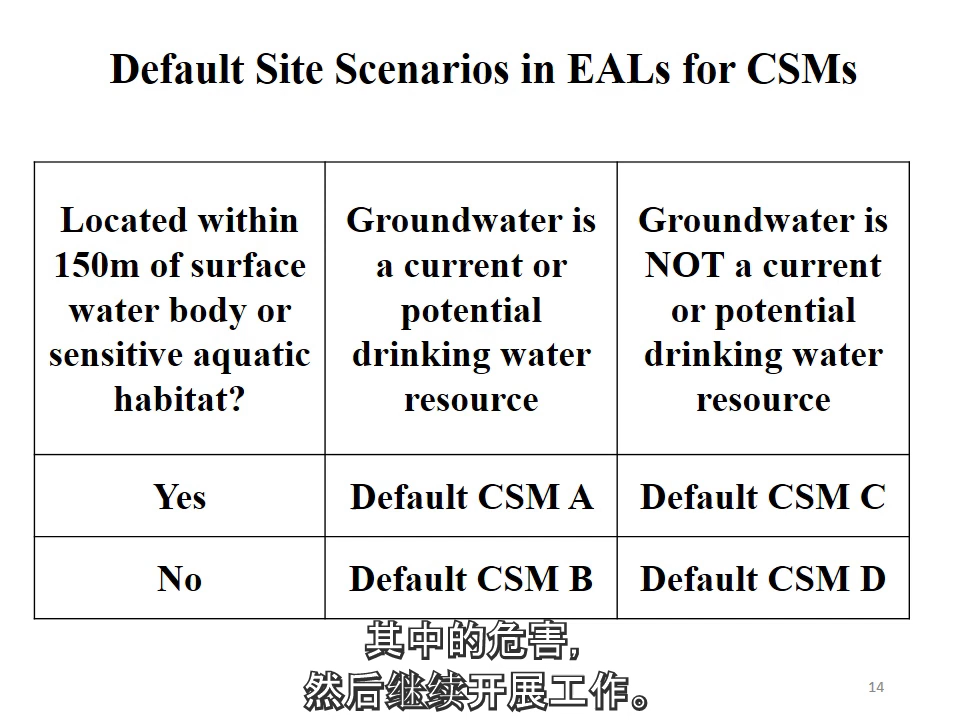 Default Site Scenarios in EALs for CSMs
Located within
150m of surface
water body or
sensitive aquatic
habitat?
Groundwater is
a current or
potential
drinking water
resource
Groundwater is
NOT a current
or potential
drinking water
resource
Yes
Default CSM A
Default CSM C
No
Default CSM B
Default CSM D
其中的危害,
然后继续开展工作。
14